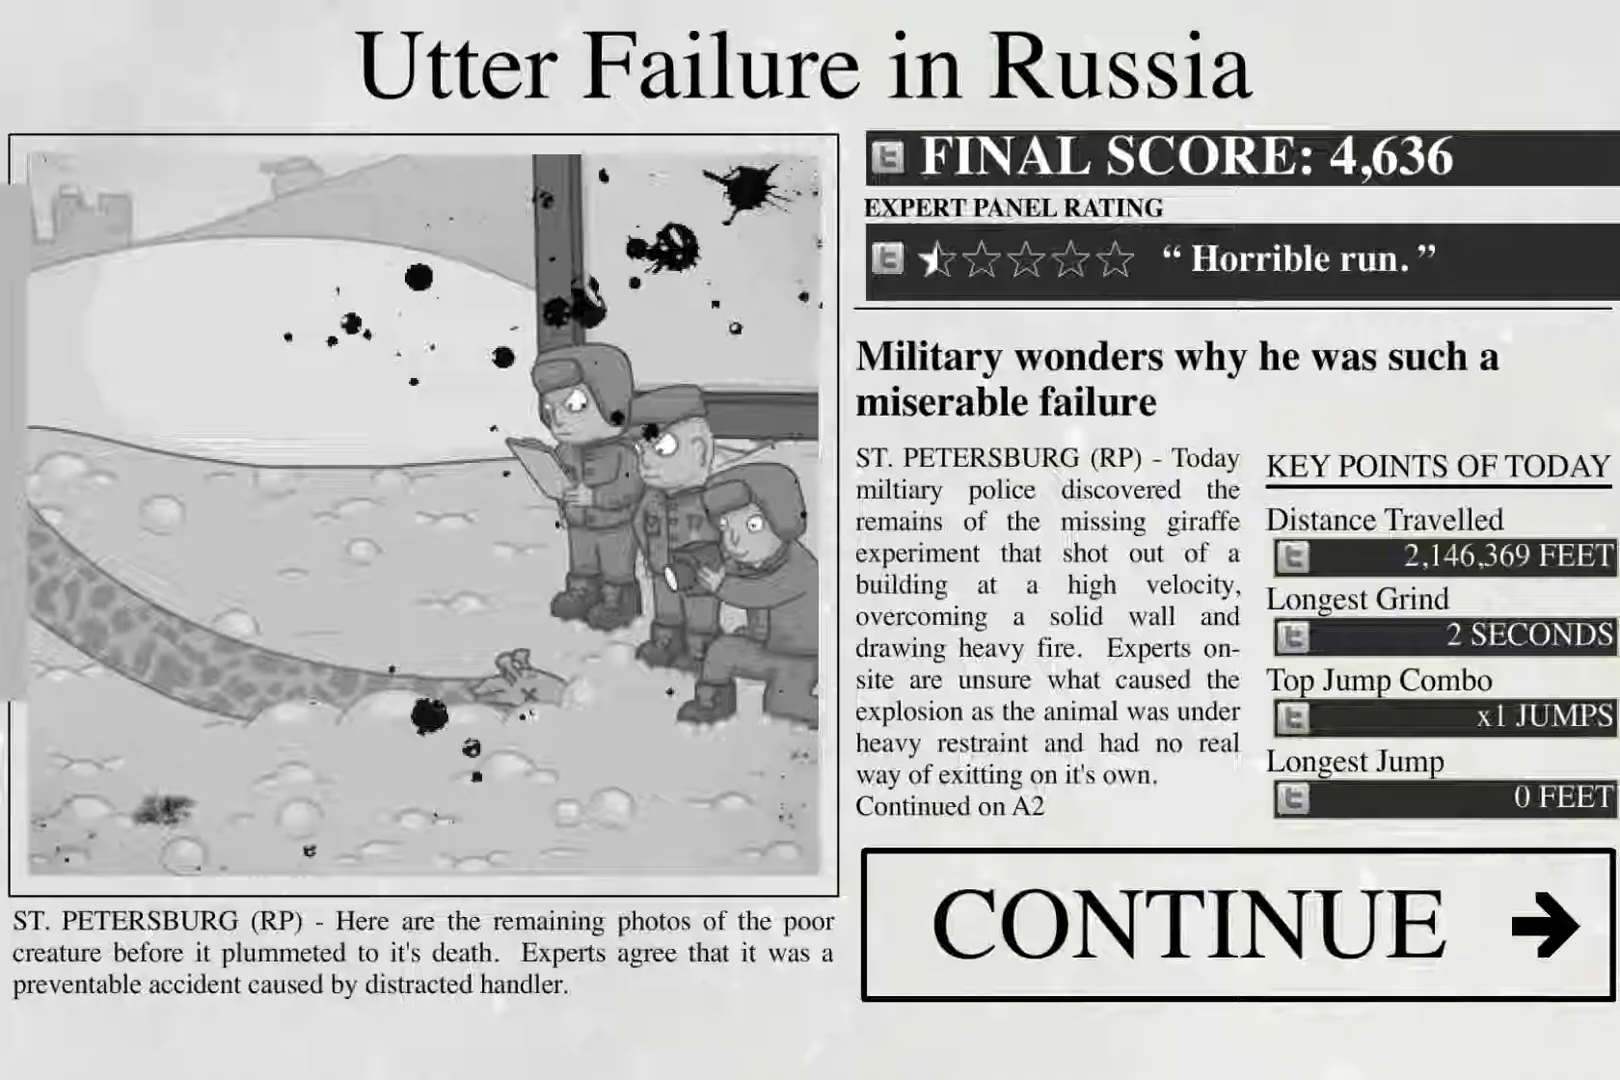 Utter Failure in Russia
FINAL SCORE: 4,636
EXPERT PANEL RATING
“ Horrible run. ”
Military wonders why he was such a
miserable failure
ST. PETERSBURG (RP) - Today
miltiary police discovered the
remains of the missing giraffe
experiment that shot out of a
building at a high velocity,
overcoming a solid wall and
drawing heavy fire. Experts on-
site are unsure what caused the
explosion as the animal was under
heavy restraint and had no real
way of exitting on it's own.
Continued on A2
KEY POINTS OF TODAY
Distance Travelled
2,146,369 FEET
Longest Grind
2 SECONDS
Top Jump Combo
x1 JUMPS
Longest Jump
0 FEET
CONTINUE
ST. PETERSBURG (RP) - Here are the remaining photos of the poor
creature before it plummeted to it's death. Experts agree that it was a
preventable accident caused by distracted handler.